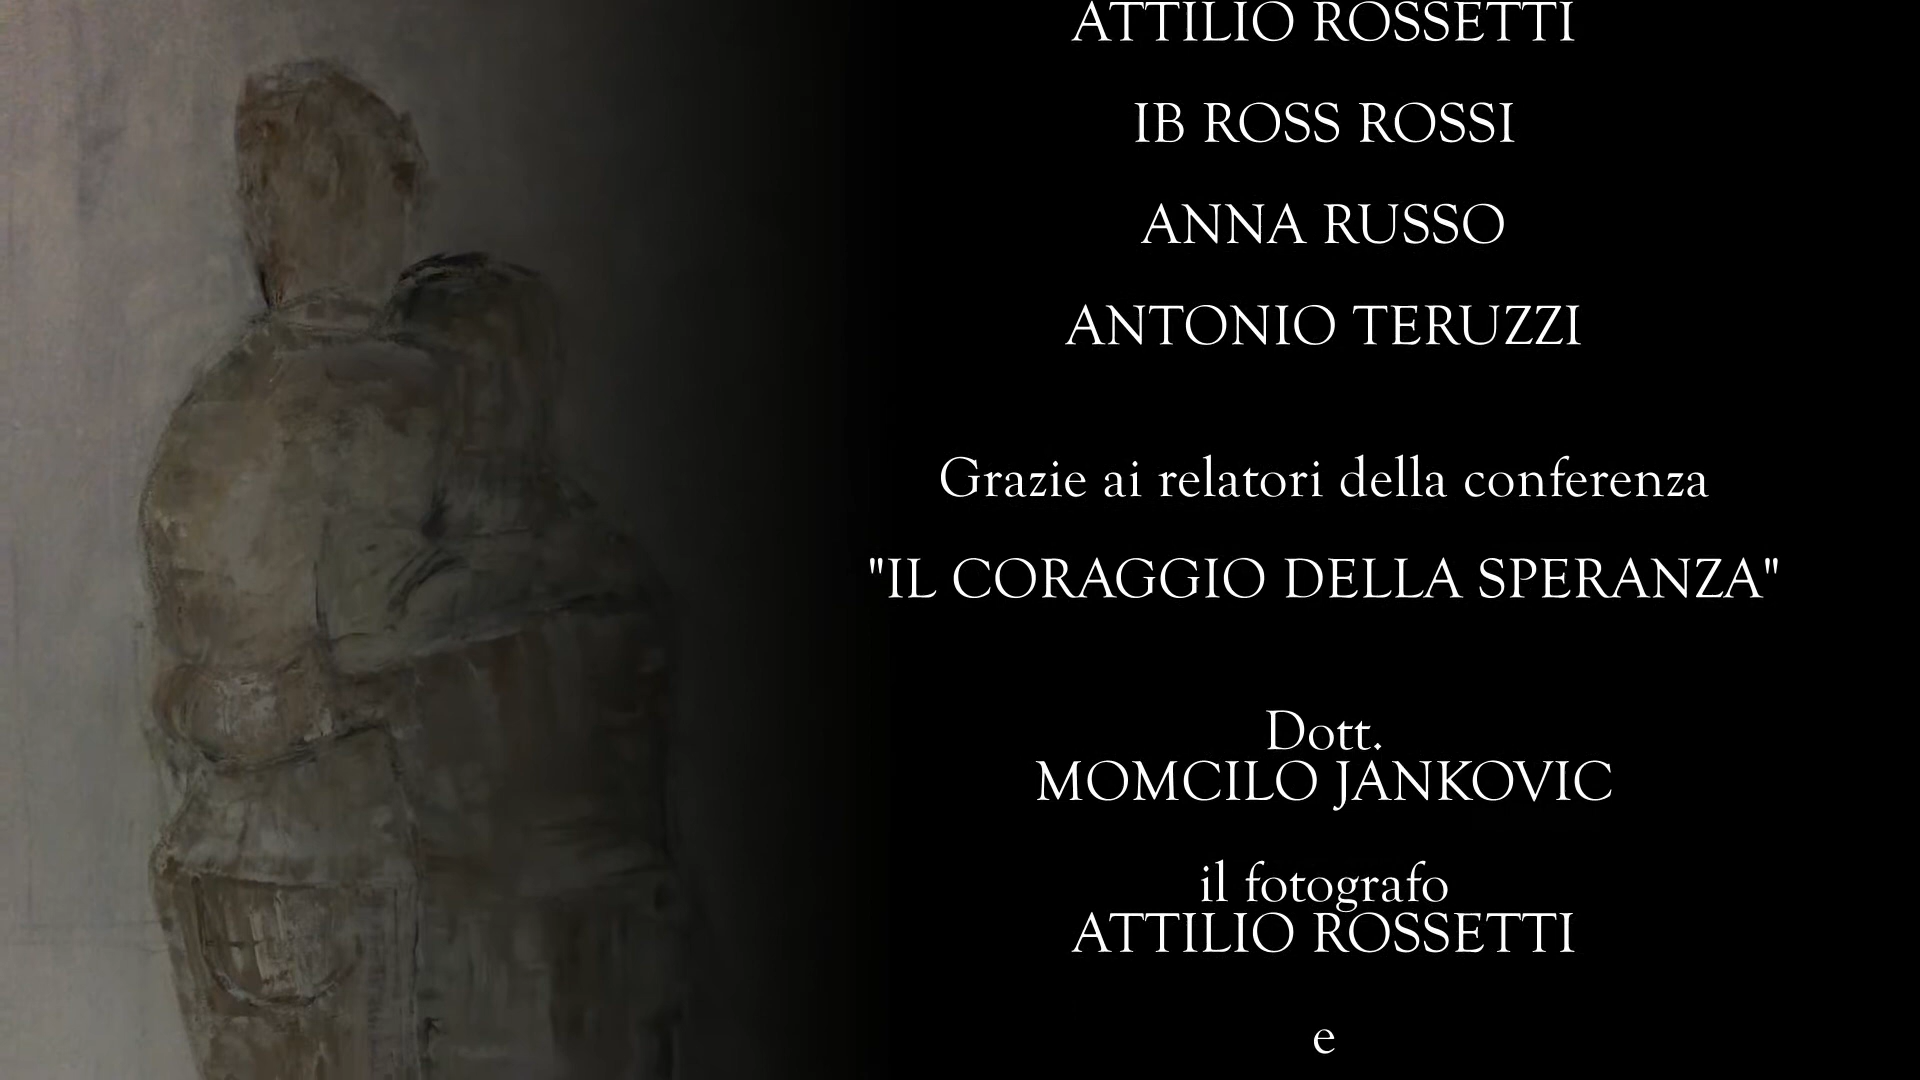 ATTILIO ROSSETTI
IB ROSS ROSSI
ANNA RUSSO
ANTONIO TERUZZI
Grazie ai relatori della conferenza
"IL CORAGGIO DELLA SPERANZA"
Dott.
MOMCILO JANKOVIC
il fotografo
ATTILIO ROSSETTI
e